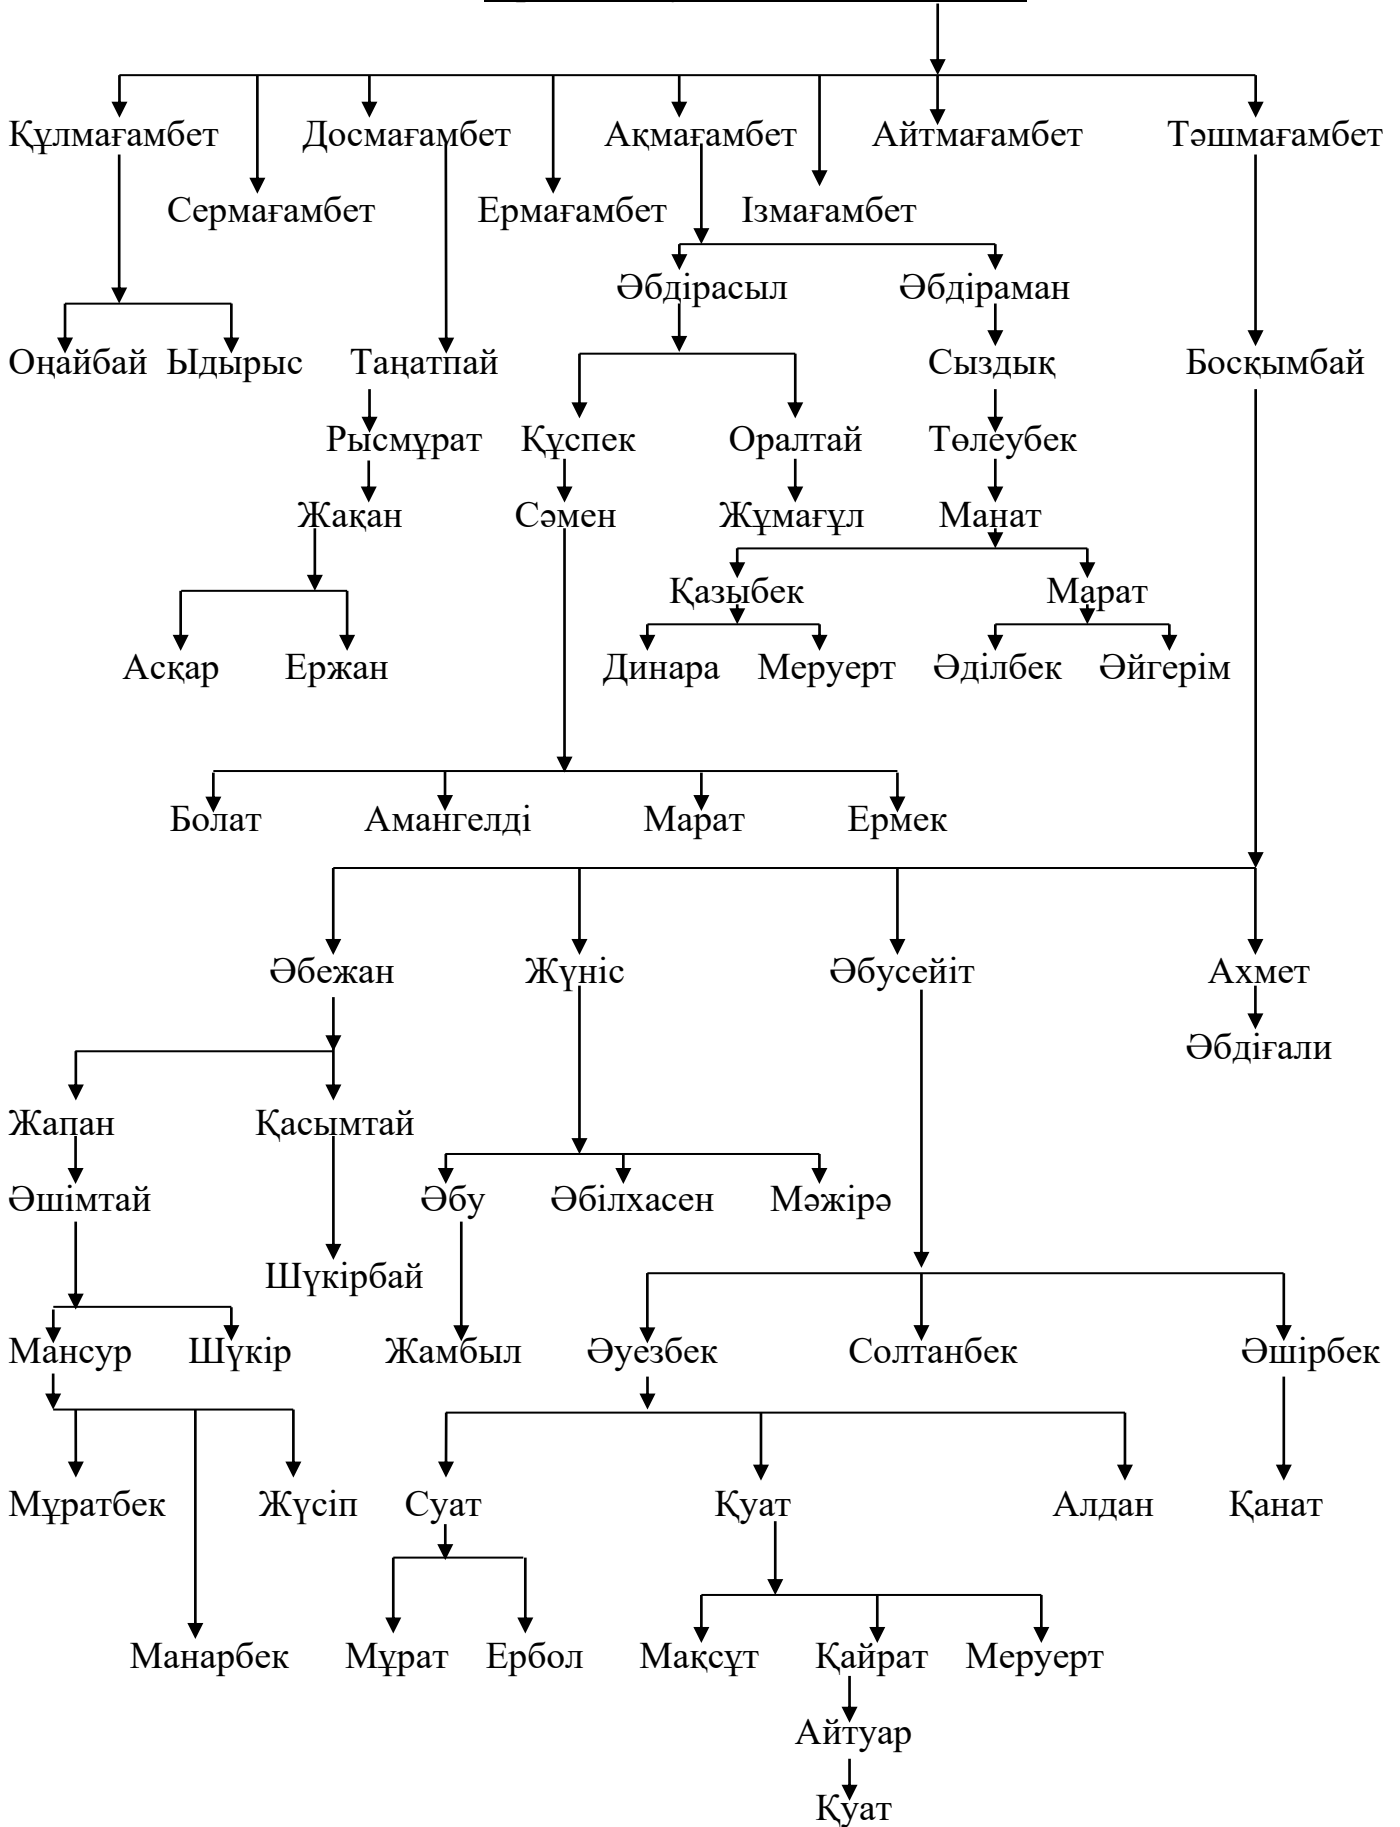 Құлмағамбет Досмағамбет Ақмағамбет Айтмағамбет Тәшмағамбет
Сермағамбет Ермағамбет Ізмағамбет
Әбдірасыл Әбдіраман
Оңайбай Ыдырыс Таңатпай Сыздық Босқымбай
Рысмұрат Құспек Оралтай Төлеубек
Жақан Сәмен Жұмағұл Манат
Қазыбек Марат
Асқар Ержан Динара Меруерт Әділбек Әйгерім
Болат Амангелді Марат Ермек
Әбежан Жүніс Әбусейіт Ахмет
Әбдіғали
Жапан Қасымтай
Әшімтай Әбу Әбілхасен Мәжірә
Шүкірбай
Мансур Шүкір Жамбыл Әуезбек Солтанбек Әшірбек
Мұратбек Жүсіп Суат Қуат Алдан Қанат
Манарбек Мұрат Ербол Мақсұт Қайрат Меруерт
Айтуар
Қуат